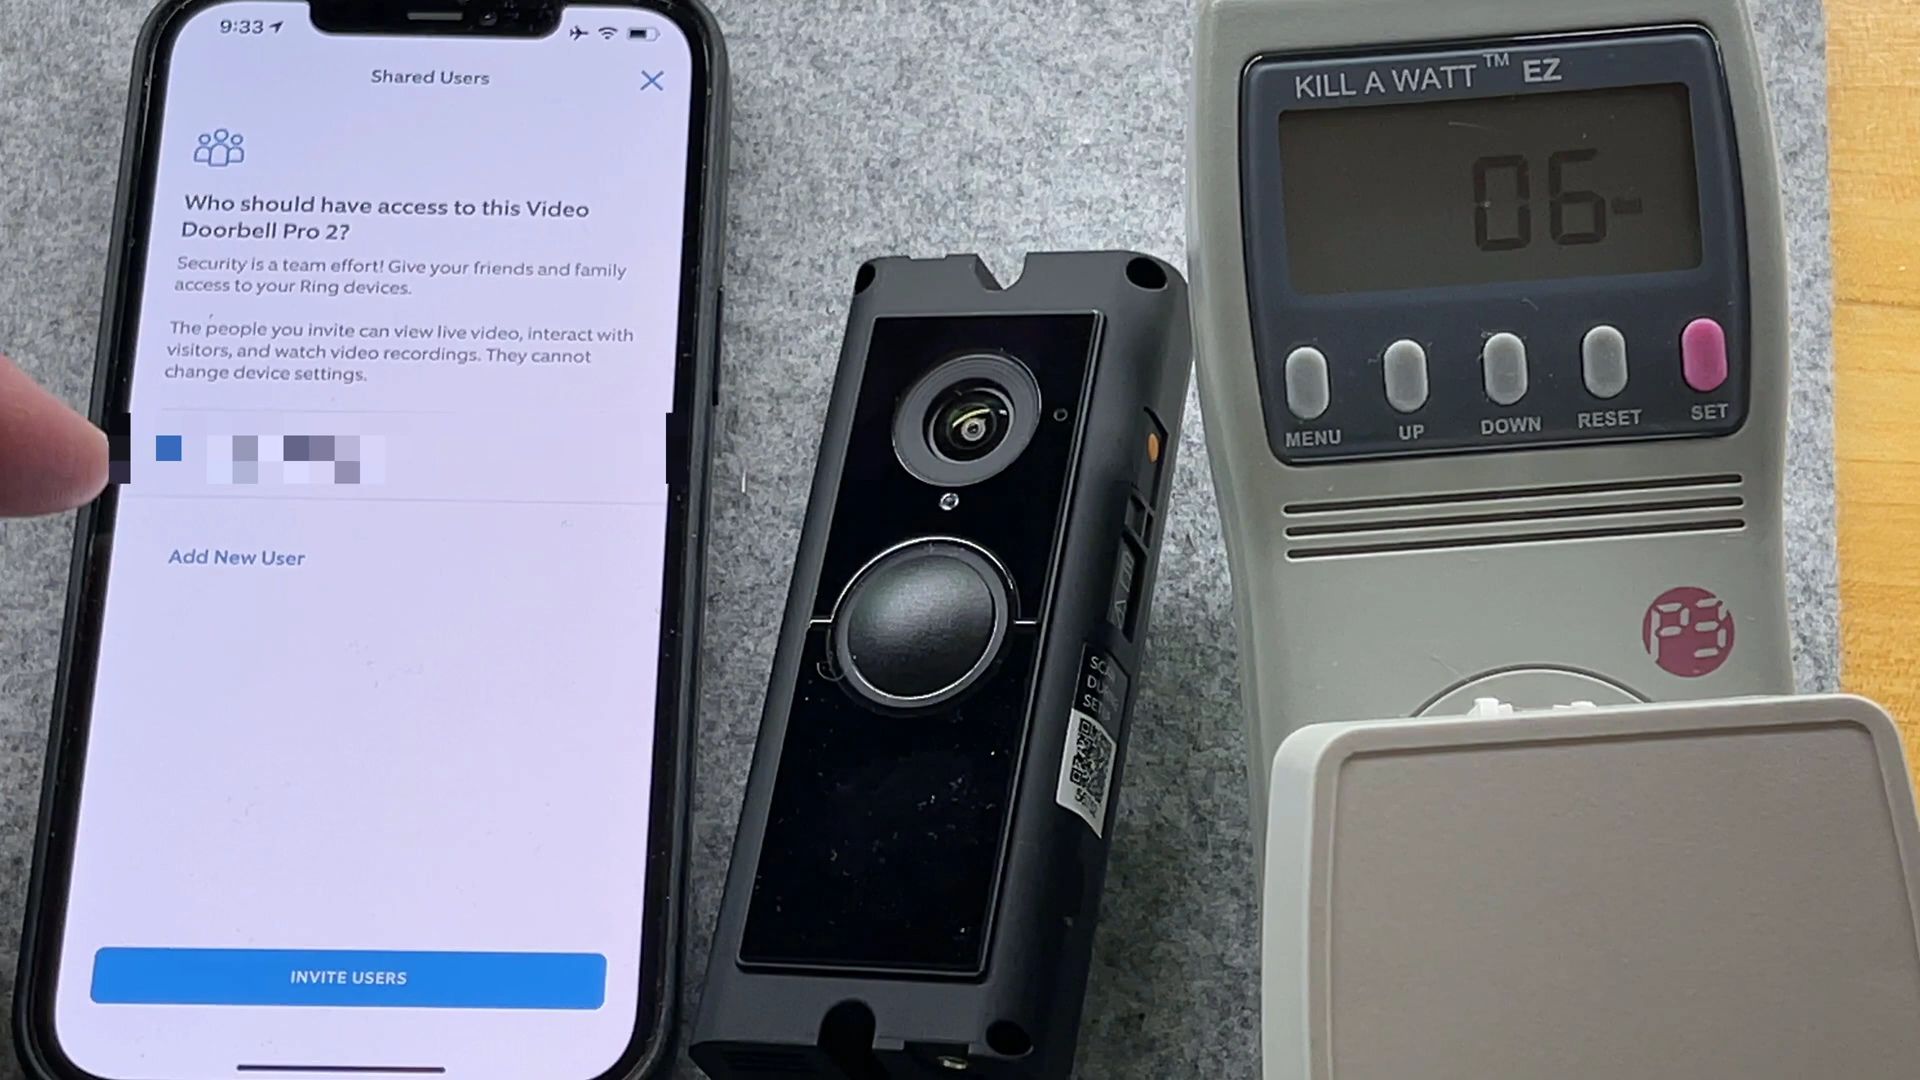 9:33
Shared Users
Who should have access to this Video
Doorbell Pro 2?
Security is a team effort! Give your friends and family
access to your Ring devices.
The people you invite can view live video, interact with
visitors, and watch video recordings. They cannot
change device settings.
Add New User
INVITE USERS
KILL A WATT™ EZ
06-
MENU
UP
DOWN
RESET
SET
P3